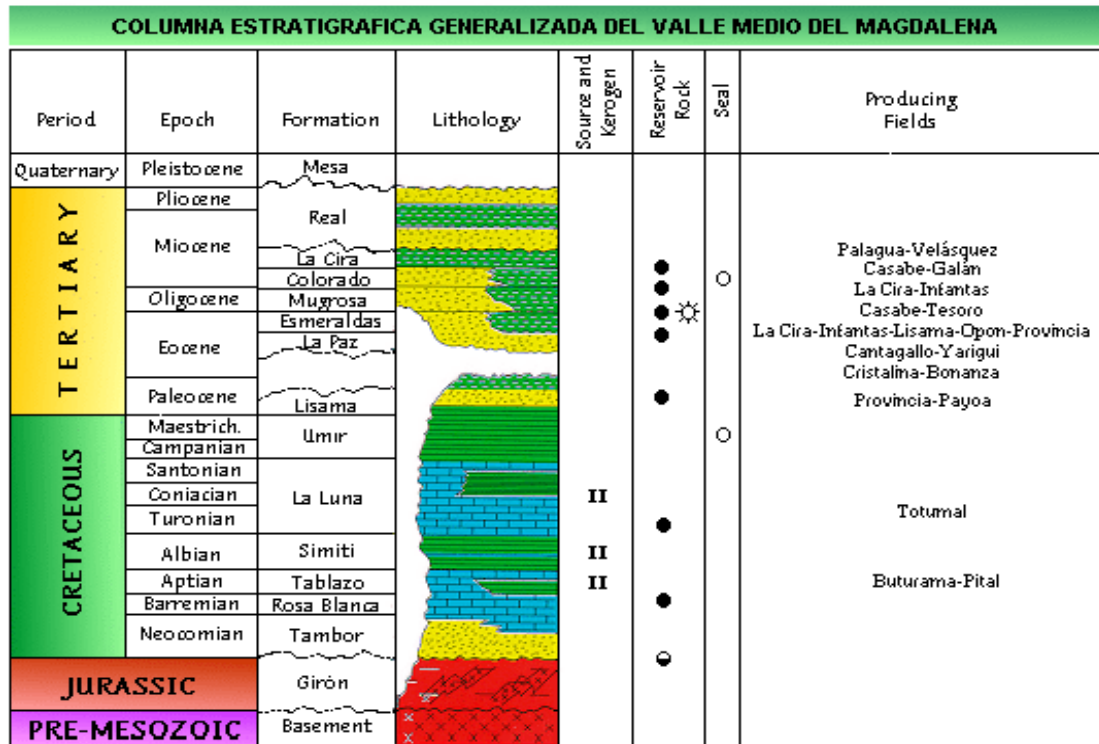 COLUMNA ESTRATIGRAFICA GENERALIZADA DEL VALLE MEDIO DEL MAGDALENA
Period
Epoch
Formation
Lithology
Source and
Kerogen
Reservoir
Rock
Seal
Producing
Fields
Quaternary
Pleistocene
Mesa
TERTIARY
Pliocene
Real
Miocene
La Cira
Colorado
Oligocene
Mugrosa
Esmeraldas
Eocene
La Paz
Paleocene
Lisama
Palagua-Velásquez
Casabe-Galán
La Cira-Infantas
Casabe-Tesoro
La Cira-Infantas-Lisama-Opon-Provincia
Cantagallo-Yarigui
Cristalina-Bonanza
Provincia-Payoa
CRETACEOUS
Maestrich.
Umir
Campanian
Santonian
Coniacian
La Luna
II
Turonian
Totumal
Albian
Simiti
II
Aptian
Tablazo
II
Buturama-Pital
Barremian
Rosa Blanca
Neocomian
Tambor
JURASSIC
Girón
PRE-MESOZOIC
Basement